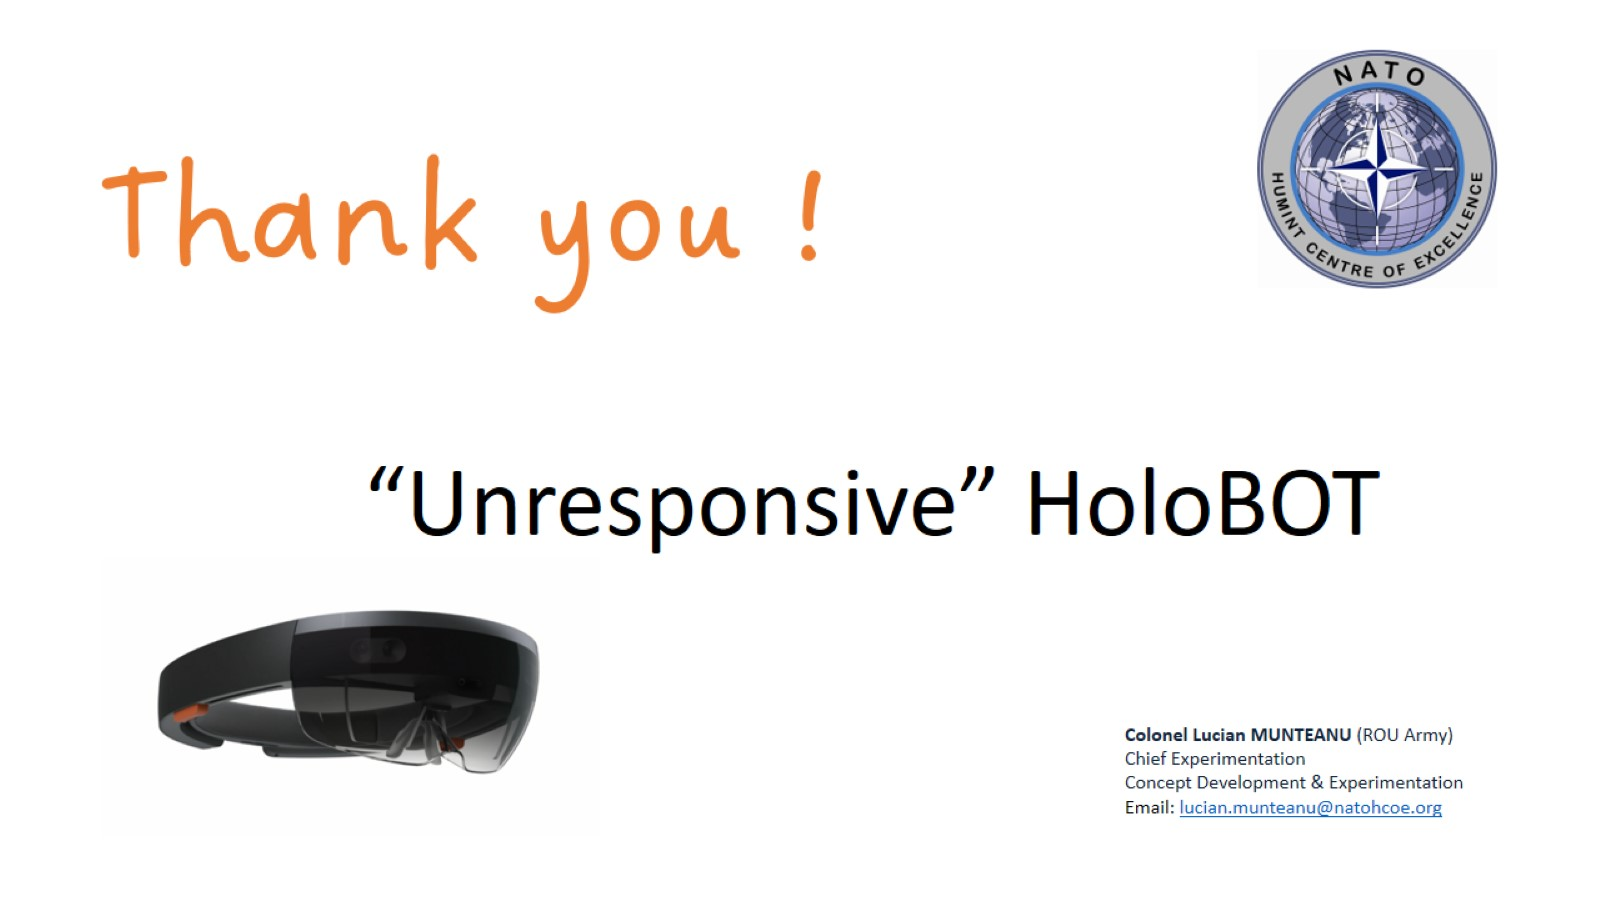 Thank you !
NATO
HUMINT CENTRE OF EXCELLENCE
“Unresponsive” HoloBOT
Colonel Lucian MUNTEANU (ROU Army)
Chief Experimentation
Concept Development & Experimentation
Email: lucian.munteanu@natohcoe.org